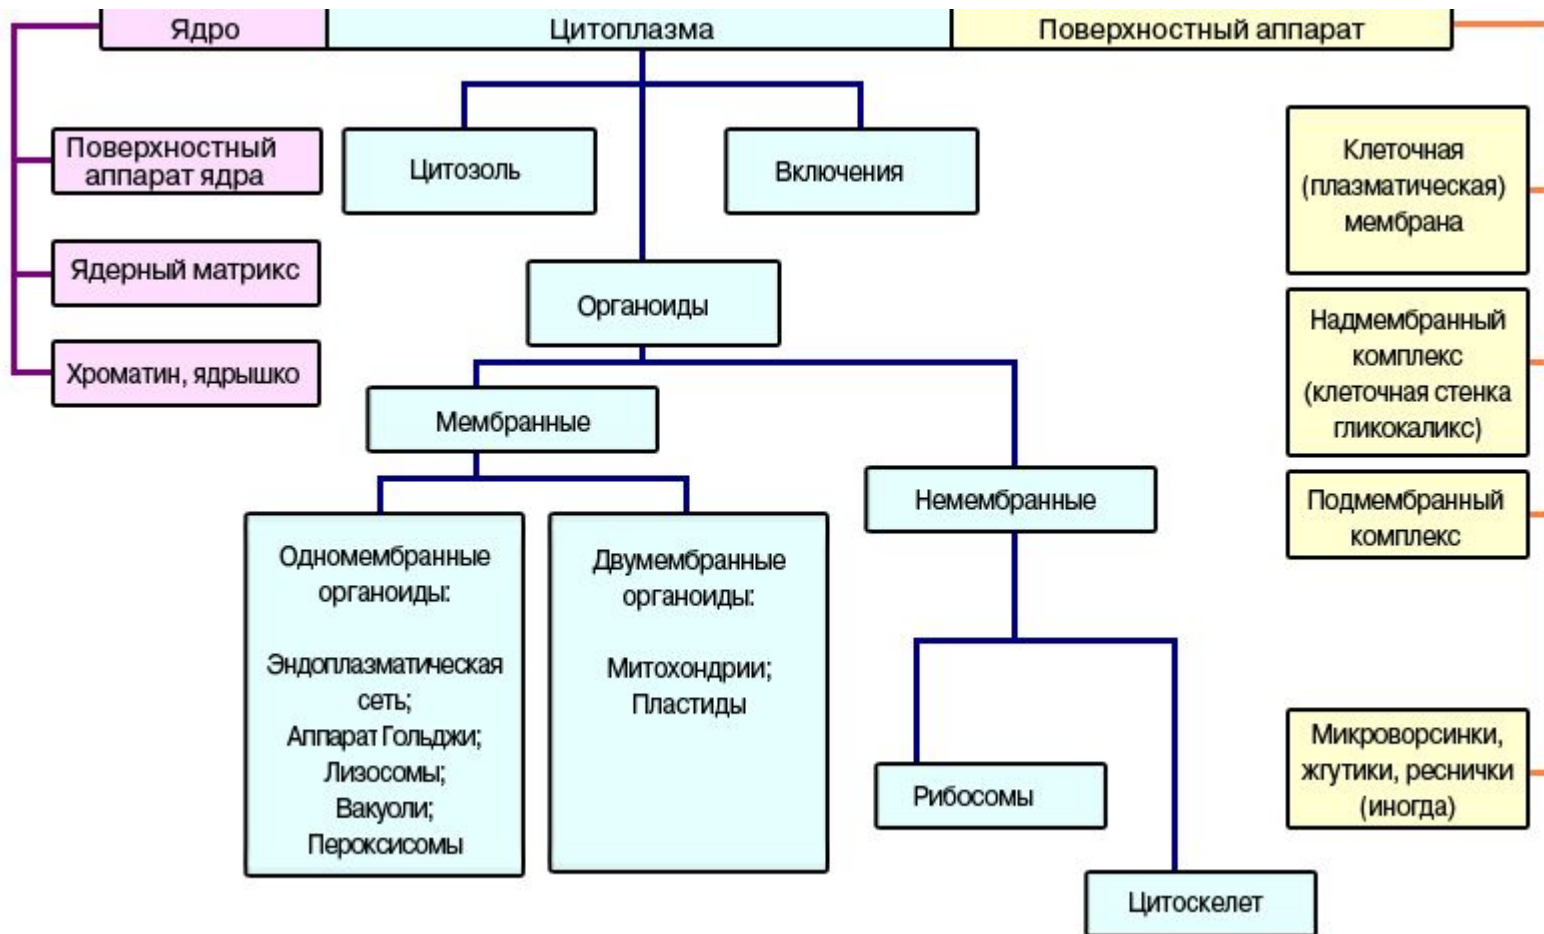 Ядро
Цитоплазма
Поверхностный аппарат
Поверхностный
аппарат ядра
Ядерный матрикс
Хроматин, ядрышко
Цитозоль
Включения
Органоиды
Мембранные
Немембранные
Одномембранные
органоиды:
Эндоплазматическая
сеть;
Аппарат Гольджи;
Лизосомы;
Вакуоли;
Пероксисомы
Двумембранные
органоиды:
Митохондрии;
Пластиды
Рибосомы
Цитоскелет
Клеточная
(плазматическая)
мембрана
Надмембранный
комплекс
(клеточная стенка
гликокаликс)
Подмембранный
комплекс
Микроворсинки,
жгутики, реснички
(иногда)